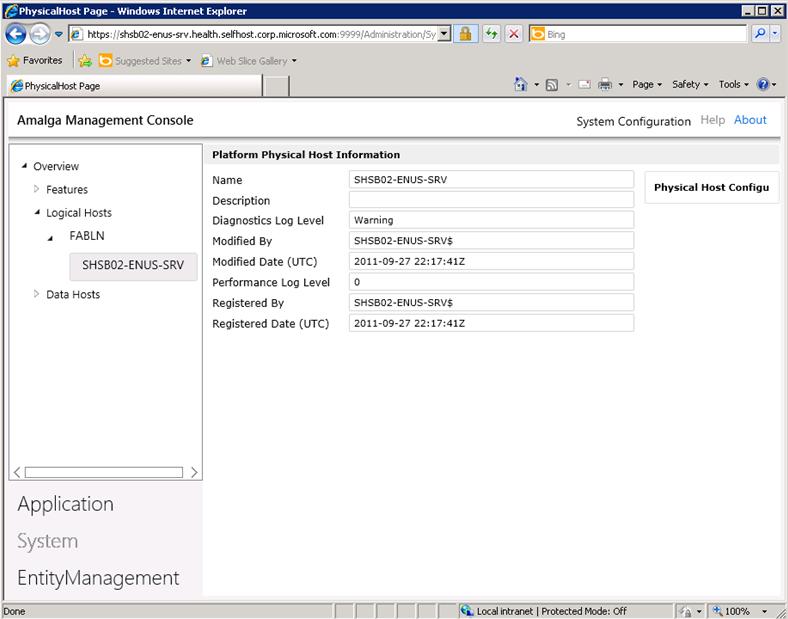 PhysicalHost Page - Windows Internet Explorer
https://shsb02-enus-srv.health.selfhost.corp.microsoft.com:9999/Administration/Sy
Bing
Favorites Suggested Sites Web Slice Gallery
PhysicalHost Page
Page Safety Tools
Amalga Management Console
System Configuration Help About
Overview
Features
Logical Hosts
FABLN
SHSB02-ENUS-SRV
Data Hosts
Application
System
EntityManagement
Platform Physical Host Information
Name SHSB02-ENUS-SRV
Description
Diagnostics Log Level Warning
Modified By SHSB02-ENUS-SRV$
Modified Date (UTC) 2011-09-27 22:17:41Z
Performance Log Level 0
Registered By SHSB02-ENUS-SRV$
Registered Date (UTC) 2011-09-27 22:17:41Z
Physical Host Configu
Done Local intranet | Protected Mode: Off 100%